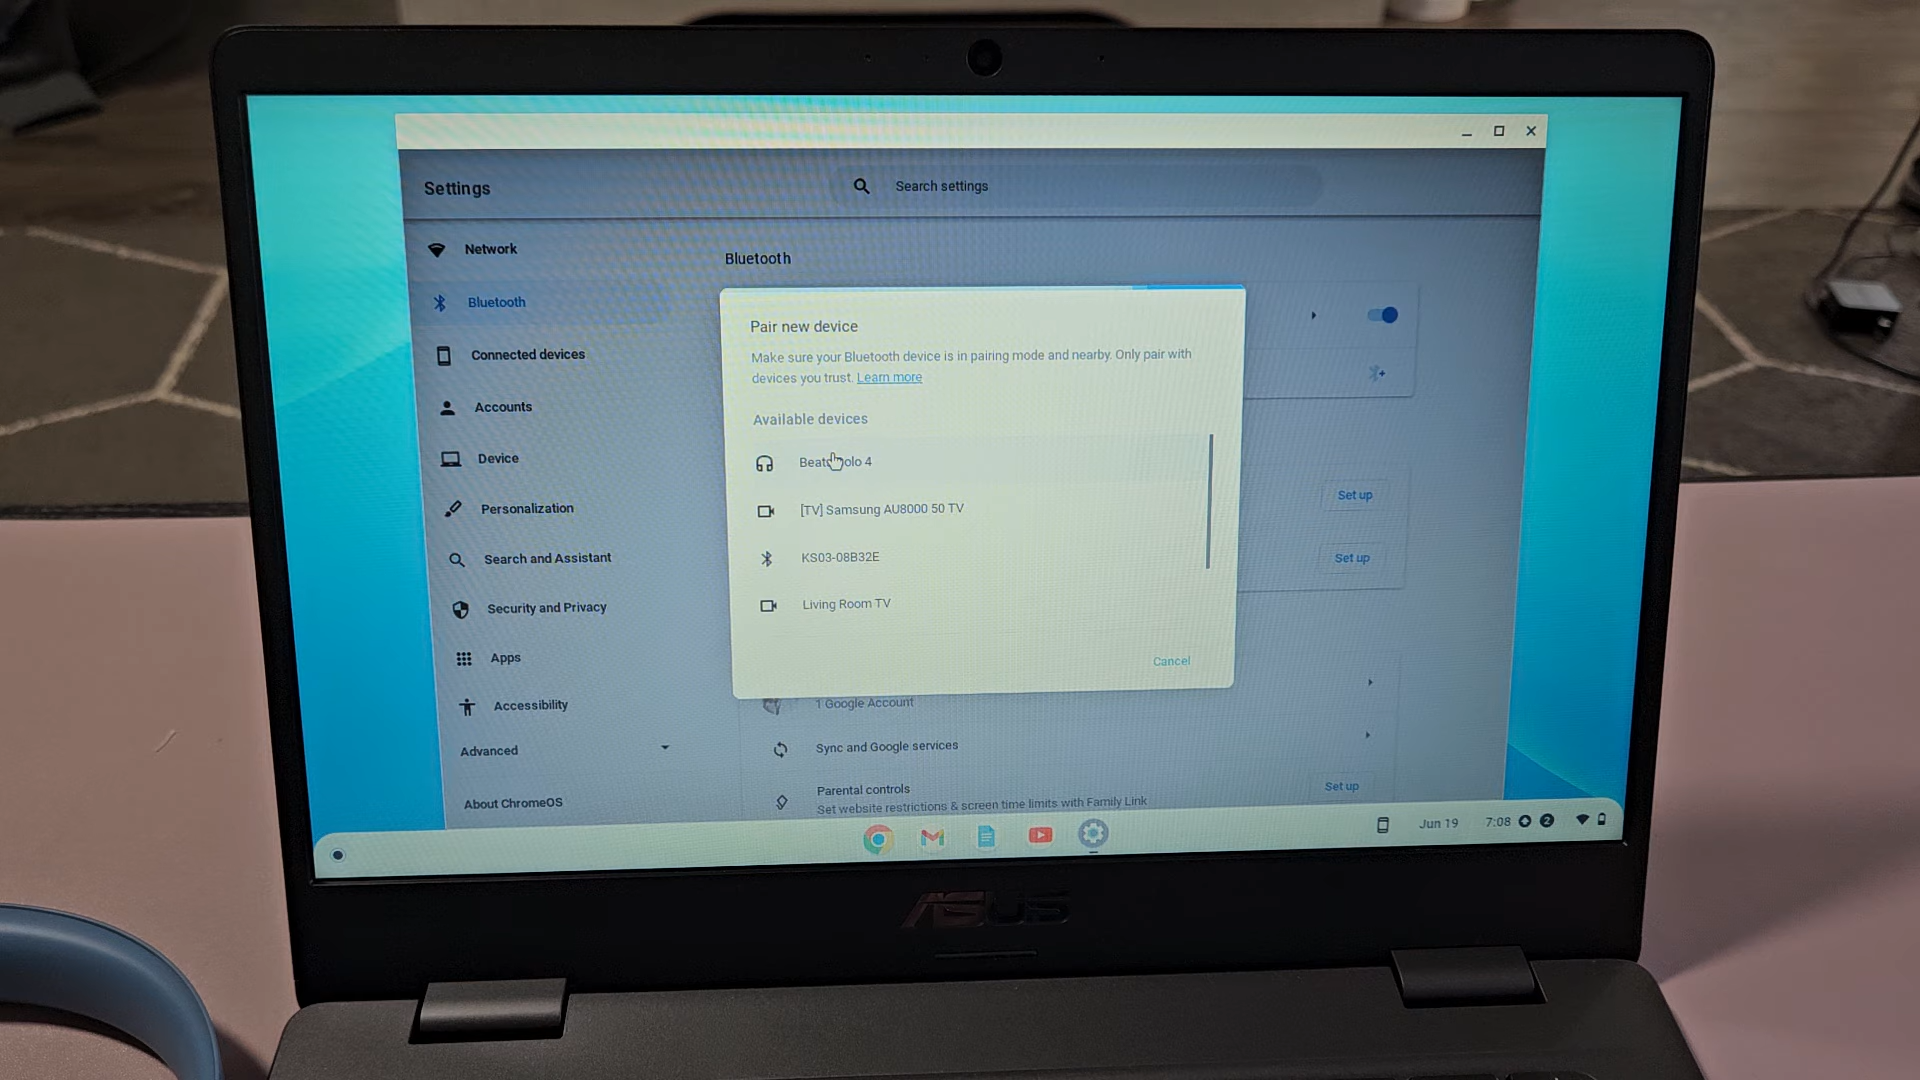 Settings
Search settings
Network
Bluetooth
Connected devices
Accounts
Device
Personalization
Search and Assistant
Security and Privacy
Apps
Accessibility
Advanced
About ChromeOS
Bluetooth
Pair new device
Make sure your Bluetooth device is in pairing mode and nearby. Only pair with
devices you trust. Learn more
Available devices
Beats Solo 4
[TV] Samsung AU8000 50 TV
KS03-08B32E
Living Room TV
Cancel
Set up
Set up
1 Google Account
Sync and Google services
Parental controls
Set website restrictions & screen time limits with Family Link
Set up
Jun 19
7:08
2
ASUS